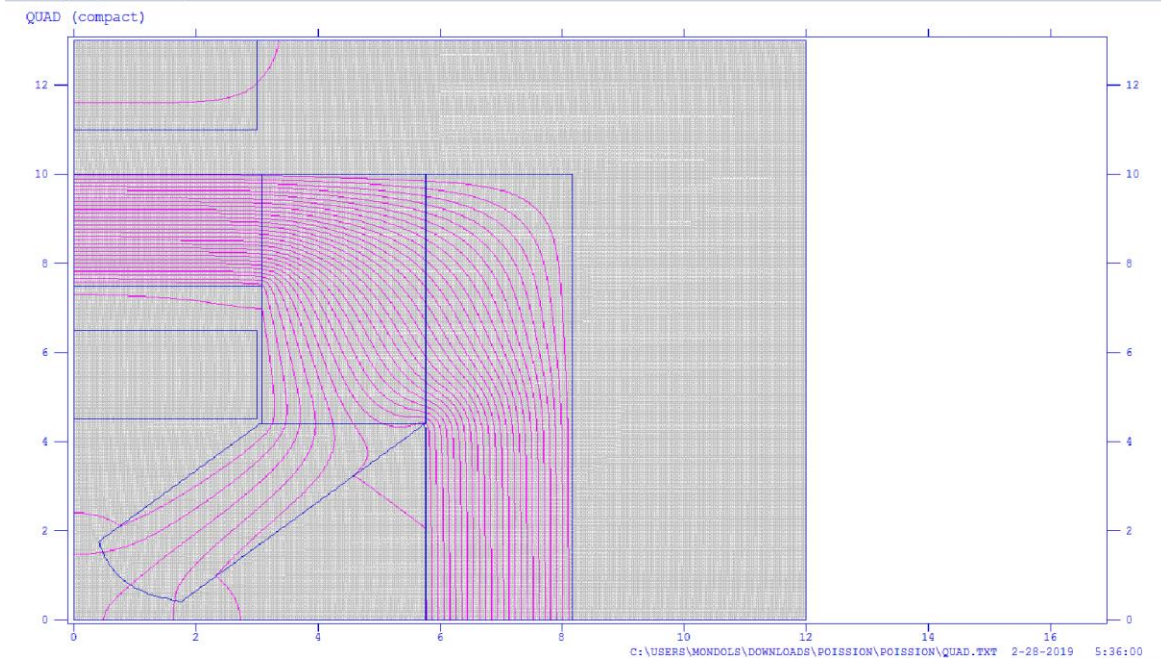 QUAD (compact)
12 12
10 10
8 8
6 6
4 4
2 2
0 0
0 2 4 6 8 10 12 14 16
C:\USERS\MONDOLS\DOWNLOADS\POISSION\POISSION\QUAD.TXT 2-28-2019 5:36:00